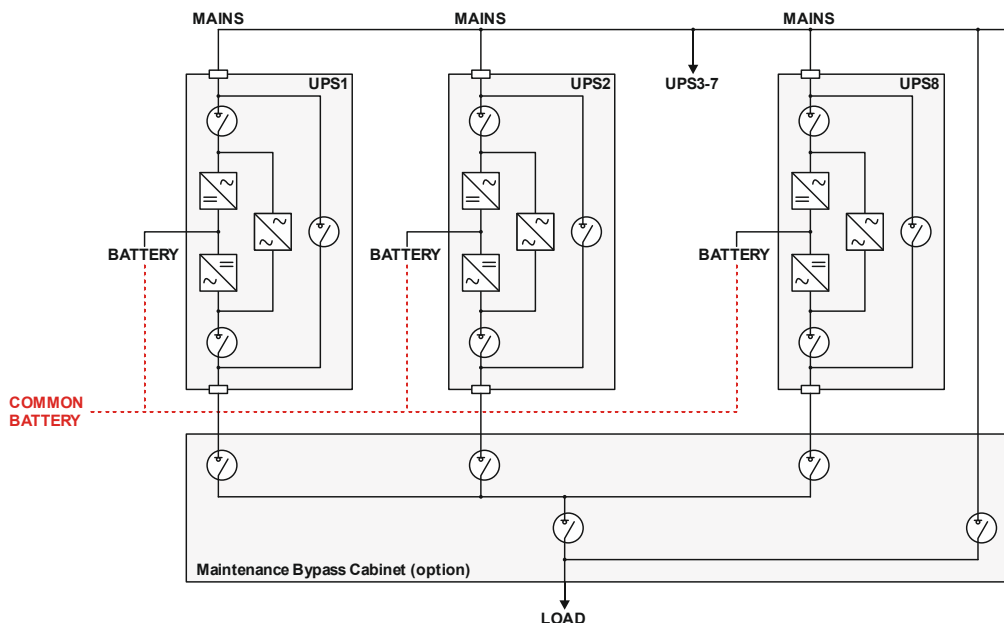 MAINS
MAINS
MAINS
UPS1
UPS2
UPS3-7
UPS8
BATTERY
BATTERY
BATTERY
COMMON
BATTERY
Maintenance Bypass Cabinet (option)
LOAD